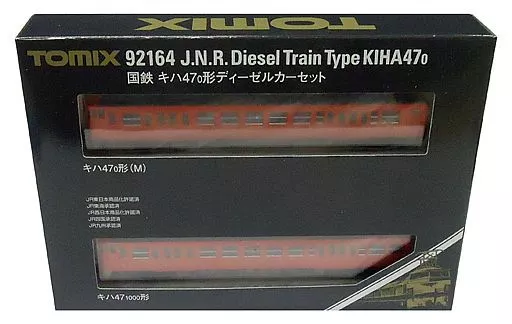 TOMIX
TOMIX 92164 J.N.R. Diesel Train Type KIHA470
国鉄 キハ470形ディーゼルカーセット
キハ470形(M)
JR東日本商品化許諾済
JR東海承認済
JR西日本商品化許諾済
JR四国承認済
JR九州承認済
キハ471000形